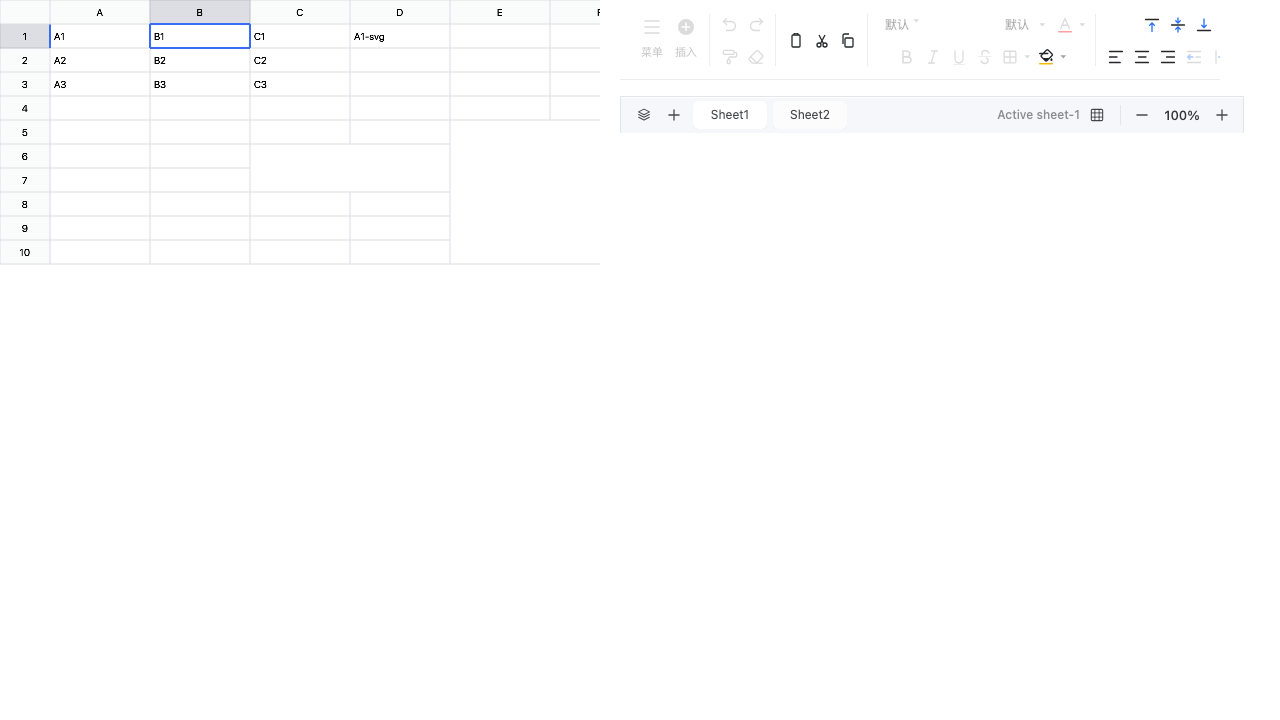 A B C D E F
1 A1 B1 C1 A1-svg
2 A2 B2 C2
3 A3 B3 C3
4
5
6
7
8
9
10
菜单 插入 默认 默认 A
B I U S
Sheet1 Sheet2 Active sheet-1 100%